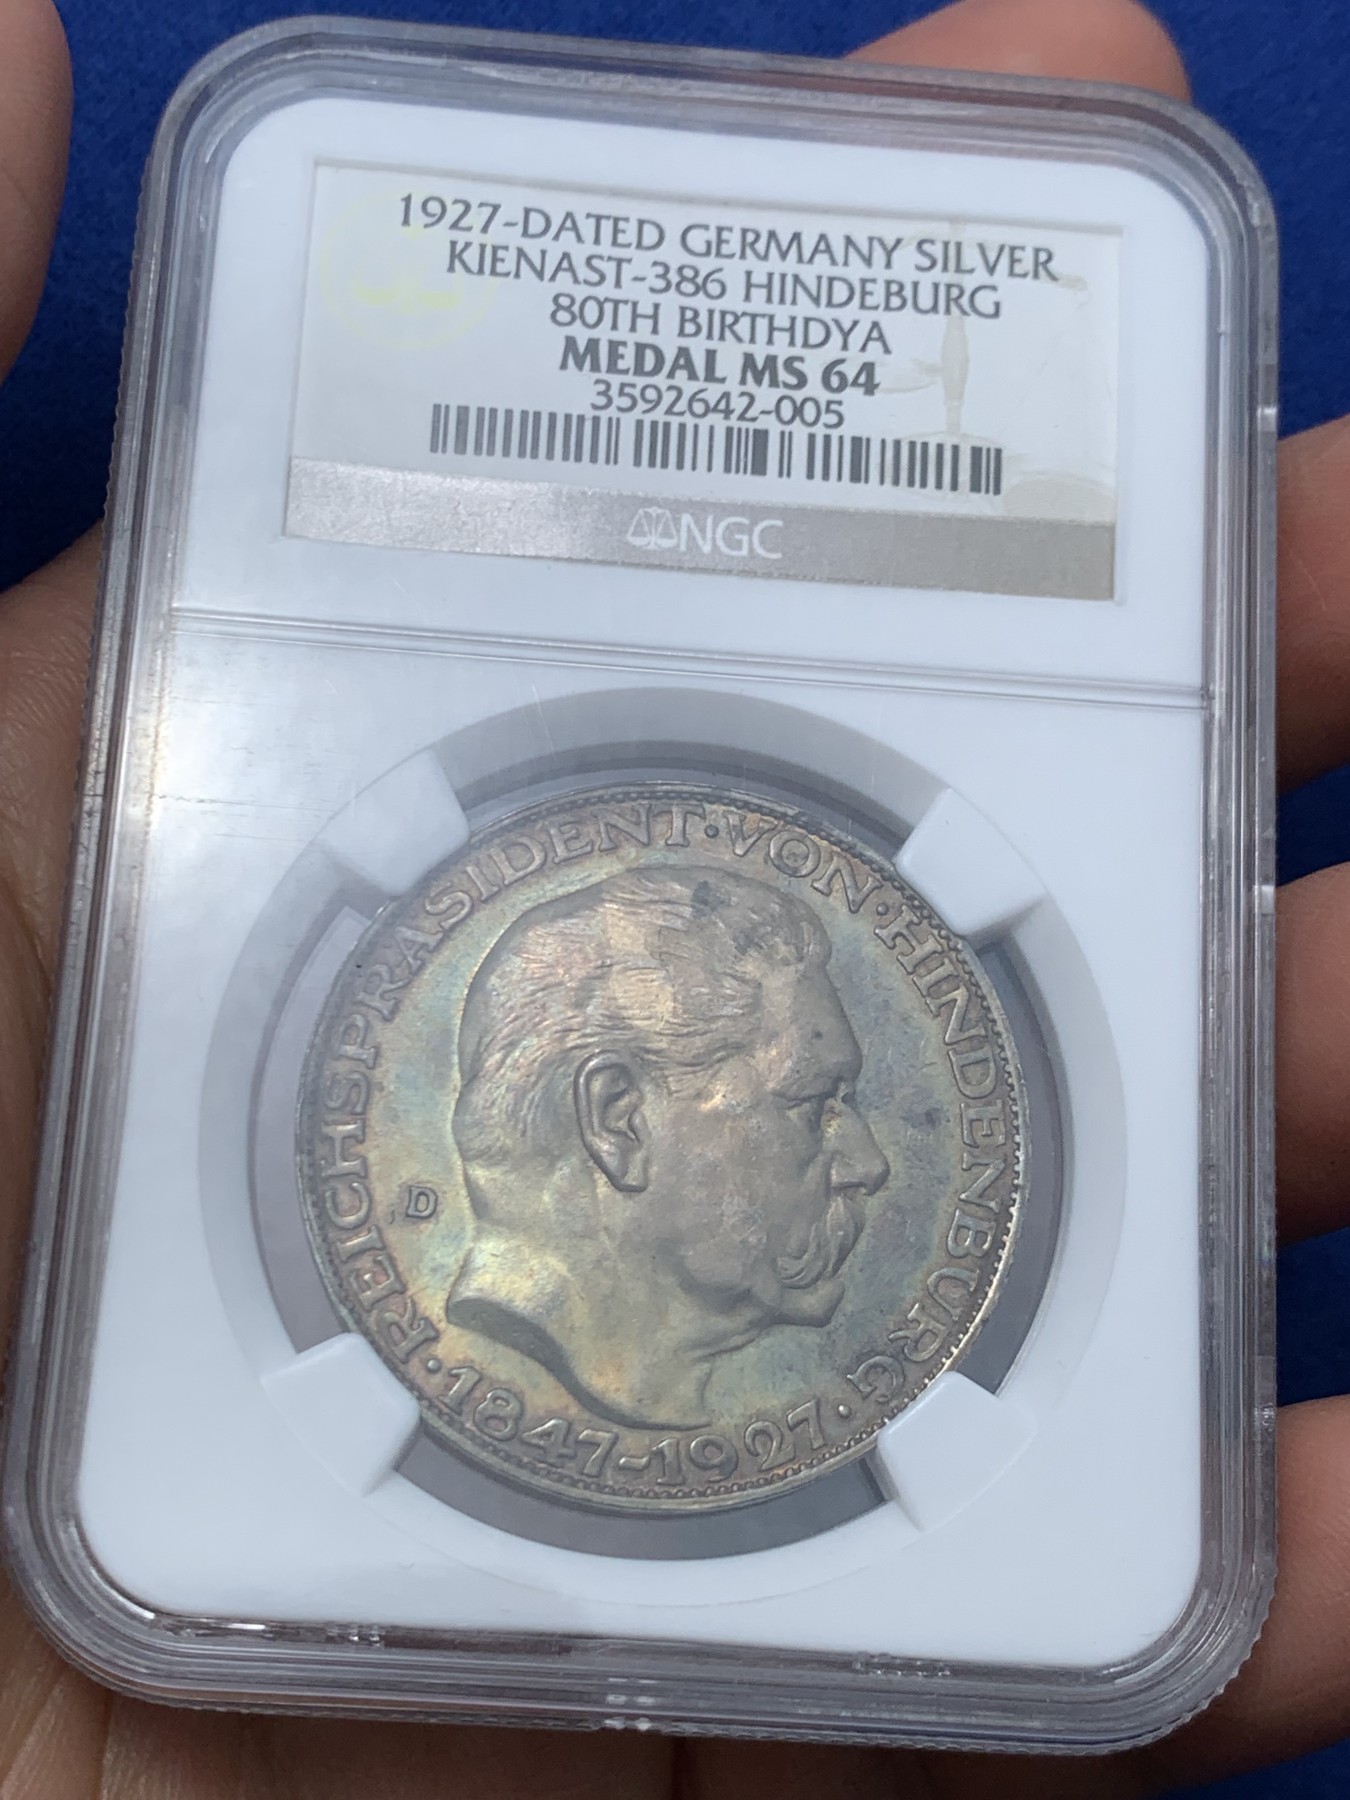 1927-DATED GERMANY SILVER
KIENAST-386 HINDEBURG
80TH BIRTHDYA
MEDAL MS 64
3592642-005
NGC
REICHSPRÄSIDENT·VON·HINDENBURG
D
·1847-1927·